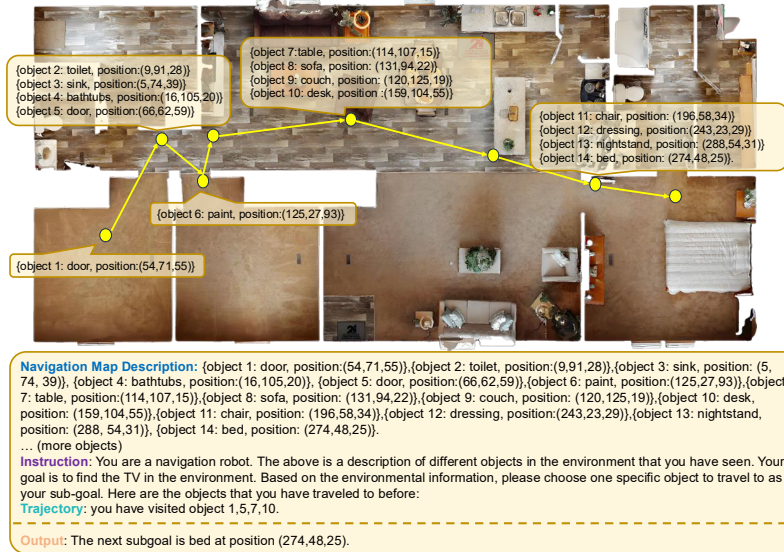 {object 7:table, position:(114,107,15)}
{object 8: sofa, position: (131,94,22)}
{object 9: couch, position: (120,125,19)}
{object 10: desk, position :(159,104,55)}
{object 2: toilet, position:(9,91,28)}
{object 3: sink, position:(5,74,39)}
{object 4: bathtubs, position:(16,105,20)}
{object 5: door, position:(66,62,59)}
{object 11: chair, position: (196,58,34)}
{object 12: dressing, position:(243,23,29)}
{object 13: nightstand, position: (288,54,31)}
{object 14: bed, position: (274,48,25)}.
{object 6: paint, position:(125,27,93)}
{object 1: door, position:(54,71,55)}
Navigation Map Description: {object 1: door, position:(54,71,55)},{object 2: toilet, position:(9,91,28)},{object 3: sink, position: (5,
74, 39)}, {object 4: bathtubs, position:(16,105,20)}, {object 5: door, position:(66,62,59)},{object 6: paint, position:(125,27,93)},{object
7: table, position:(114,107,15)},{object 8: sofa, position: (131,94,22)},{object 9: couch, position: (120,125,19)},{object 10: desk,
position: (159,104,55)},{object 11: chair, position: (196,58,34)},{object 12: dressing, position:(243,23,29)},{object 13: nightstand,
position: (288, 54,31)}, {object 14: bed, position: (274,48,25)}.
… (more objects)
Instruction: You are a navigation robot. The above is a description of different objects in the environment that you have seen. Your
goal is to find the TV in the environment. Based on the environmental information, please choose one specific object to travel to as
your sub-goal. Here are the objects that you have traveled to before:
Trajectory: you have visited object 1,5,7,10.
Output: The next subgoal is bed at position (274,48,25).